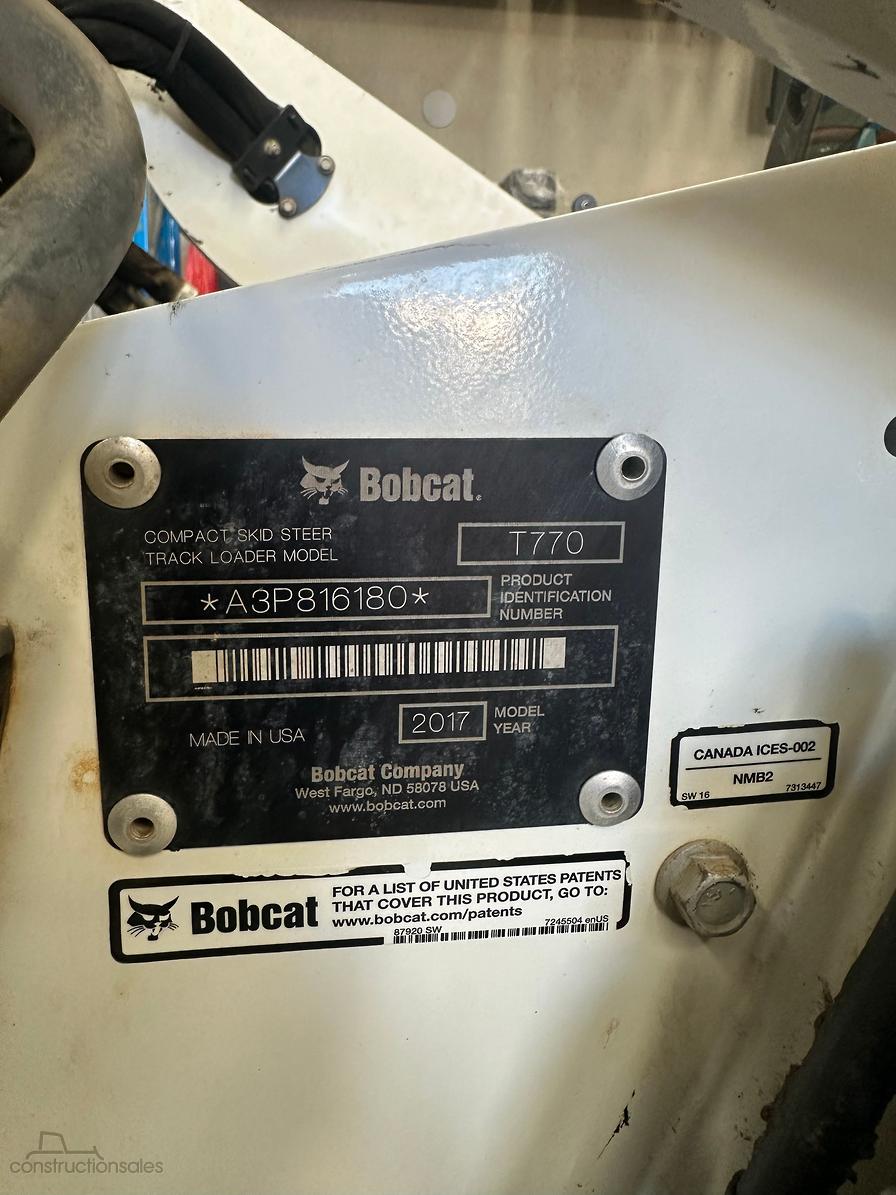 Bobcat®
COMPACT SKID STEER
TRACK LOADER MODEL
T770
*A3P816180*
PRODUCT
IDENTIFICATION
NUMBER
MADE IN USA
2017
MODEL
YEAR
Bobcat Company
West Fargo, ND 58078 USA
www.bobcat.com
CANADA ICES-002
NMB2
SW 16
7313447
Bobcat
FOR A LIST OF UNITED STATES PATENTS
THAT COVER THIS PRODUCT, GO TO:
www.bobcat.com/patents
87920 SW
7245504 enUS
constructionsales